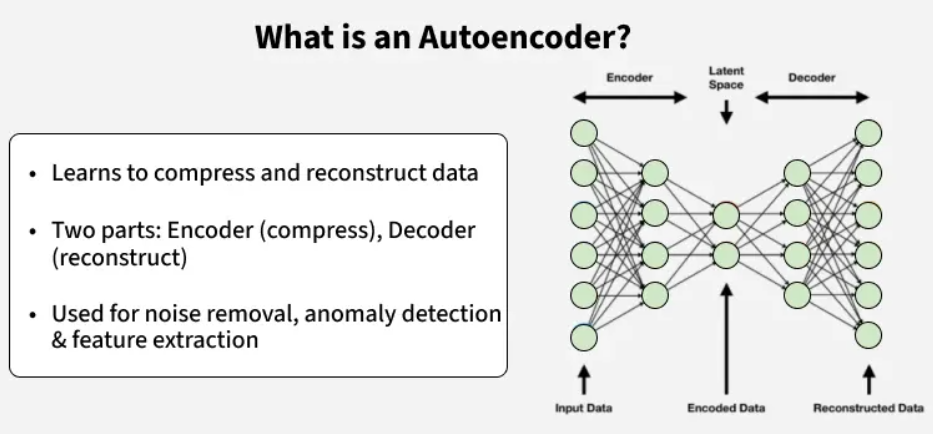 What is an Autoencoder?
Encoder
Latent
Space
Decoder
• Learns to compress and reconstruct data
• Two parts: Encoder (compress), Decoder
(reconstruct)
• Used for noise removal, anomaly detection
& feature extraction
Input Data
Encoded Data
Reconstructed Data